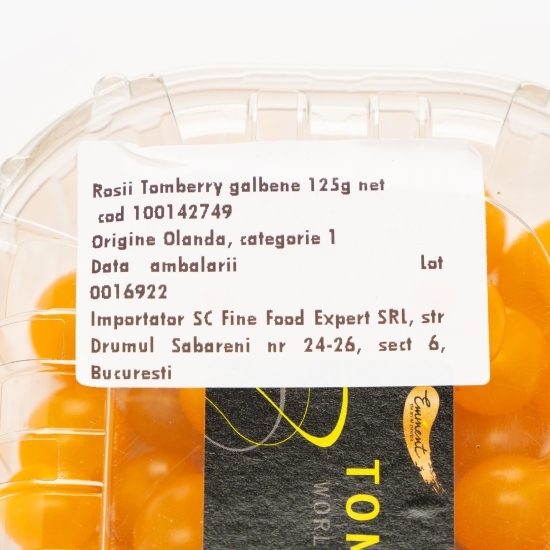 Rosii Tomberry galbene 125g net
cod 100142749
Origine Olanda, categorie 1
Data ambalarii Lot
0016922
Importator SC Fine Food Expert SRL, str
Drumul Sabareni nr 24-26, sect 6,
Bucuresti
Eminent
TOM
WORL